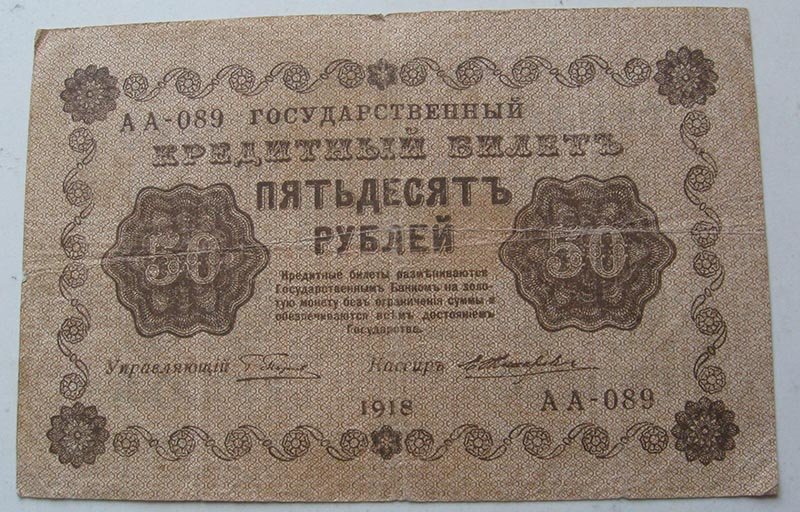 АА-089 ГОСУДАРСТВЕННЫЙ
КРЕДИТНЫЙ БИЛЕТЪ
ПЯТЬДЕСЯТЪ
РУБЛЕЙ
50
50
Кредитные билеты размѣниваются
Государственнымъ Банкомъ на золо-
тую монету безъ ограниченія суммы и
обезпечиваются всѣмъ достояніемъ
Государства.
Управляющій
Кассиръ
1918
АА-089